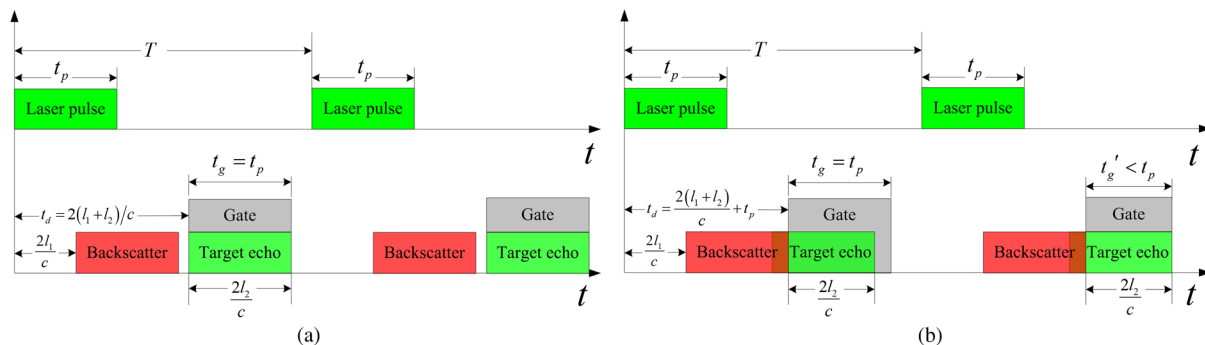 T
t_p
t_p
Laser pulse
Laser pulse
t
t_g = t_p
t_d = 2(l_1+l_2)/c
Gate
Gate
2l_1/c
Backscatter
Target echo
Backscatter
Target echo
2l_2/c
t
(a)
T
t_p
t_p
Laser pulse
Laser pulse
t
t_g = t_p
t_g' < t_p
t_d = 2(l_1+l_2)/c + t_p
Gate
Gate
2l_1/c
Backscatter
Target echo
Backscatter
Target echo
2l_2/c
2l_2/c
t
(b)